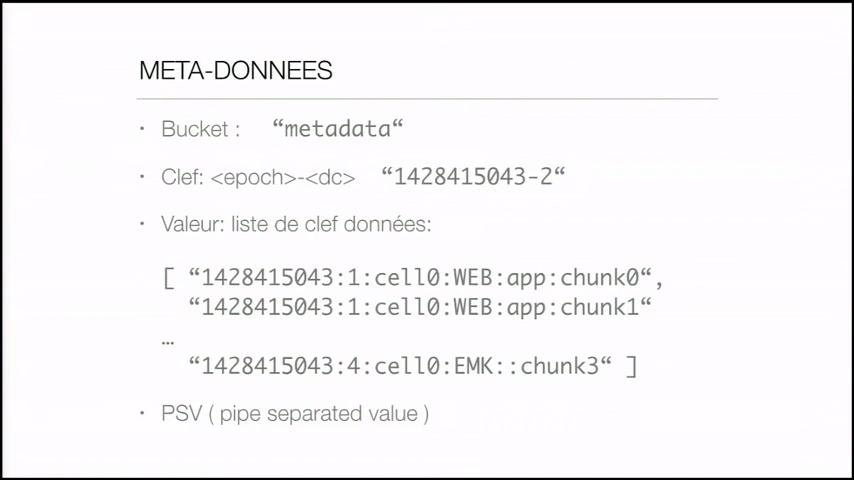 META-DONNEES
• Bucket : “metadata“
• Clef: <epoch>-<dc> “1428415043-2“
• Valeur: liste de clef données:
[ “1428415043:1:cell0:WEB:app:chunk0“,
“1428415043:1:cell0:WEB:app:chunk1“
…
“1428415043:4:cell0:EMK::chunk3“ ]
• PSV ( pipe separated value )